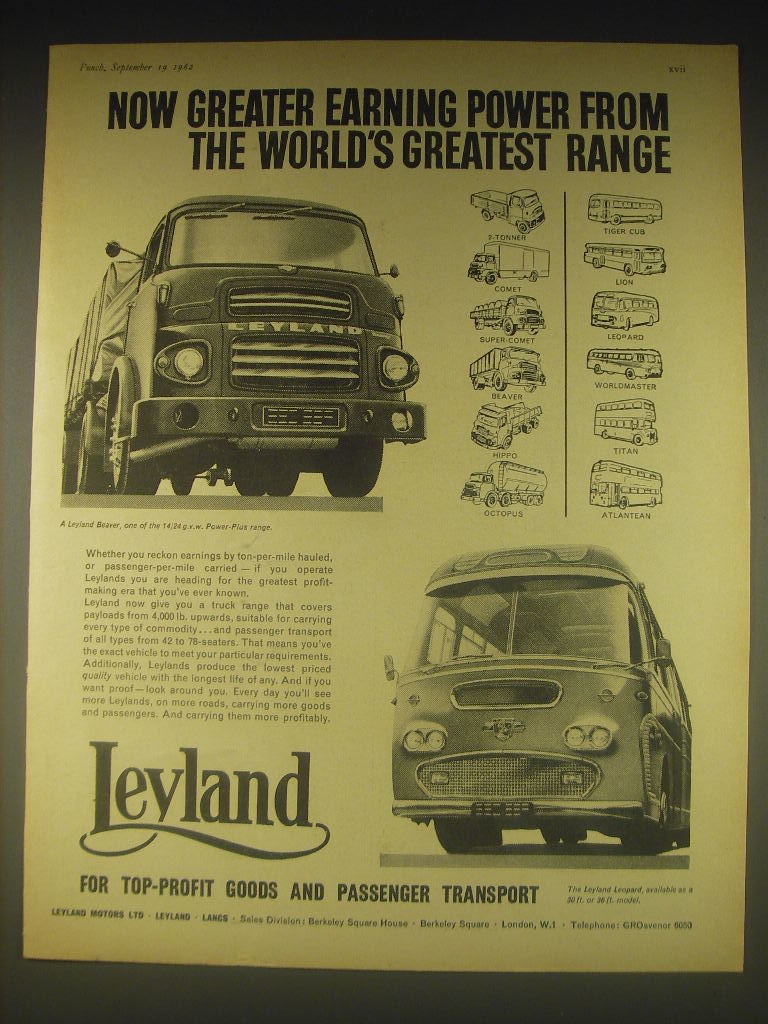 Punch, September 19 1962
xvii
NOW GREATER EARNING POWER FROM
THE WORLD'S GREATEST RANGE
LEYLAND
2-TONNER
COMET
SUPER-COMET
BEAVER
HIPPO
OCTOPUS
TIGER CUB
LION
LEOPARD
WORLDMASTER
TITAN
ATLANTEAN
A Leyland Beaver, one of the 14/24 g.v.w. Power-Plus range.
Whether you reckon earnings by ton-per-mile hauled,
or passenger-per-mile carried — if you operate
Leylands you are heading for the greatest profit-
making era that you've ever known.
Leyland now give you a truck range that covers
payloads from 4,000 lb. upwards, suitable for carrying
every type of commodity...and passenger transport
of all types from 42 to 78-seaters. That means you've
the exact vehicle to meet your particular requirements.
Additionally, Leylands produce the lowest priced
quality vehicle with the longest life of any. And if you
want proof—look around you. Every day you'll see
more Leylands, on more roads, carrying more goods
and passengers. And carrying them more profitably.
Leyland
FOR TOP-PROFIT GOODS AND PASSENGER TRANSPORT
The Leyland Leopard, available as a
30 ft. or 36 ft. model.
LEYLAND MOTORS LTD · LEYLAND · LANCS · Sales Division: Berkeley Square House · Berkeley Square · London, W.1 · Telephone: GROsvenor 6050